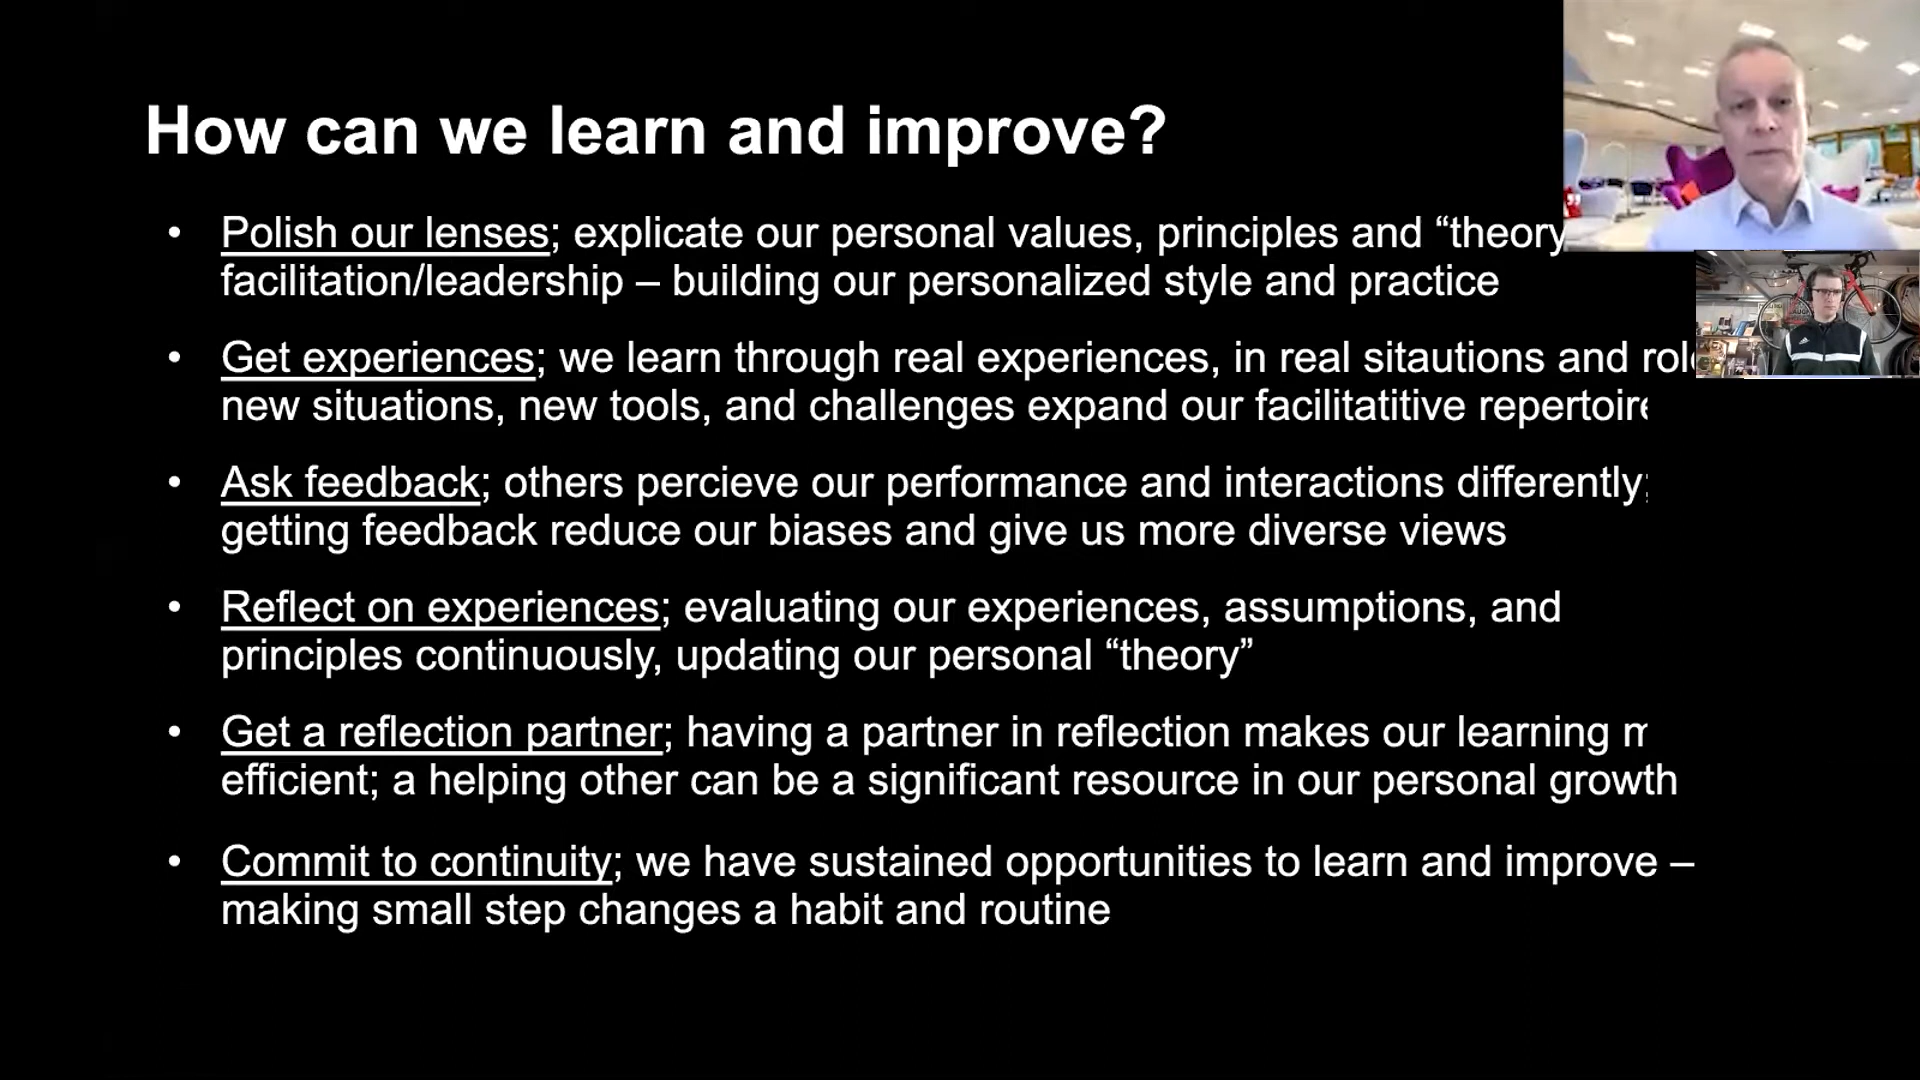 How can we learn and improve?
• Polish our lenses; explicate our personal values, principles and “theory
facilitation/leadership – building our personalized style and practice
• Get experiences; we learn through real experiences, in real sitautions and
new situations, new tools, and challenges expand our facilitatitive repertoire
• Ask feedback; others percieve our performance and interactions differently;
getting feedback reduce our biases and give us more diverse views
• Reflect on experiences; evaluating our experiences, assumptions, and
principles continuously, updating our personal “theory”
• Get a reflection partner; having a partner in reflection makes our learning
efficient; a helping other can be a significant resource in our personal growth
• Commit to continuity; we have sustained opportunities to learn and improve –
making small step changes a habit and routine